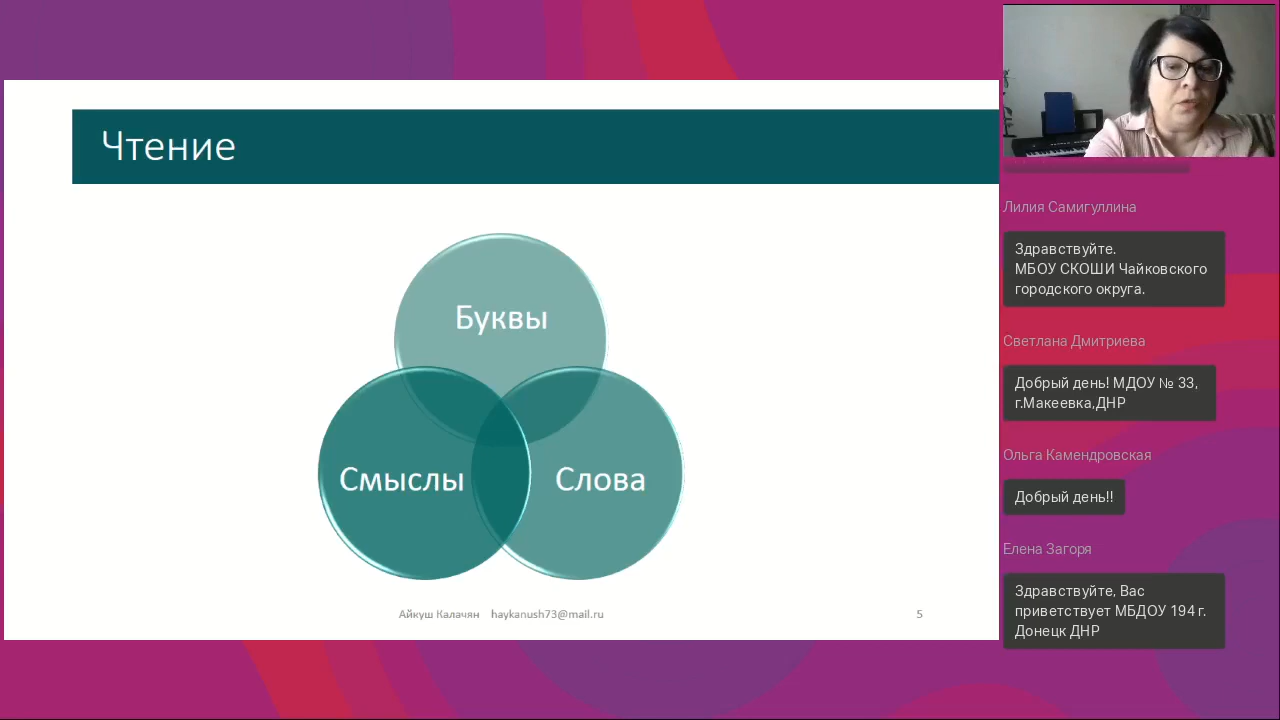 Чтение
Буквы
Смыслы
Слова
Айкуш Калачян haykanush73@mail.ru
5
Лилия Самигуллина
Здравствуйте.
МБОУ СКОШИ Чайковского
городского округа.
Светлана Дмитриева
Добрый день! МДОУ № 33,
г.Макеевка,ДНР
Ольга Камендровская
Добрый день!!
Елена Загоря
Здравствуйте, Вас
приветствует МБДОУ 194 г.
Донецк ДНР